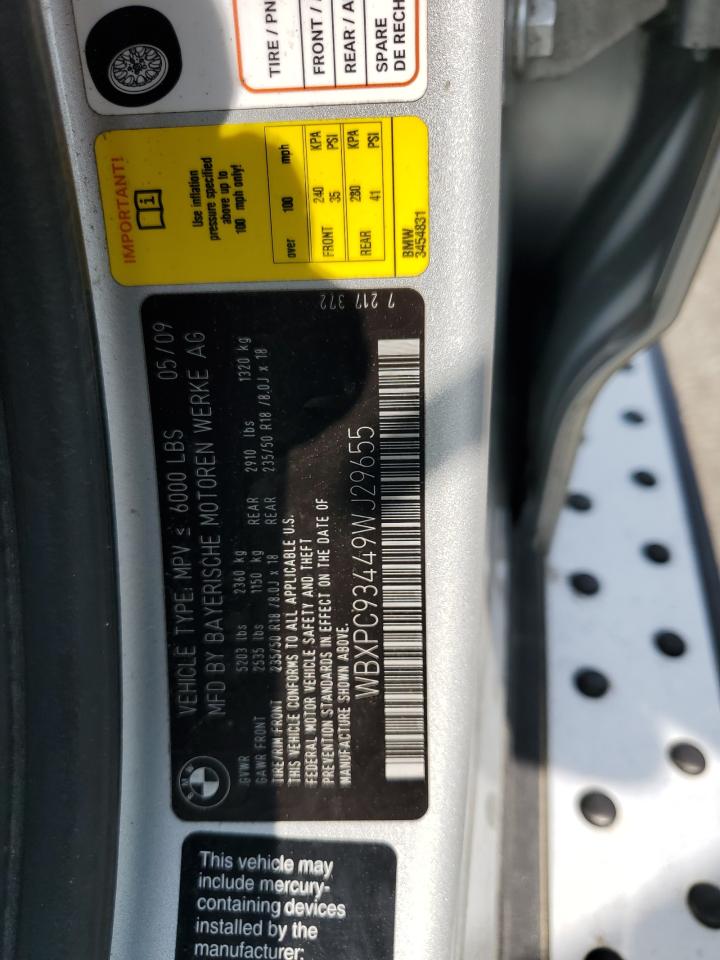 TIRE / PN
FRONT /
REAR / A
SPARE
DE RECH
IMPORTANT!
Use inflation
pressure specified
above up to
100 mph only!
over 100 mph
FRONT 240 KPA
35 PSI
REAR 280 KPA
41 PSI
BMW
3454831
7 217 372
VEHICLE TYPE: MPV ≤ 6000 LBS 05/09
MFD BY BAYERISCHE MOTOREN WERKE AG
BMW
GVWR 5203 lbs 2360 kg
GAWR FRONT 2535 lbs 1150 kg REAR 2910 lbs 1320 kg
TIRE/RIM FRONT 235/50 R18 /8.0J x 18 REAR 235/50 R18 /8.0J x 18
THIS VEHICLE CONFORMS TO ALL APPLICABLE U.S.
FEDERAL MOTOR VEHICLE SAFETY AND THEFT
PREVENTION STANDARDS IN EFFECT ON THE DATE OF
MANUFACTURE SHOWN ABOVE.
WBXPC93449WJ29655
This vehicle may
include mercury-
containing devices
installed by the
manufacturer: